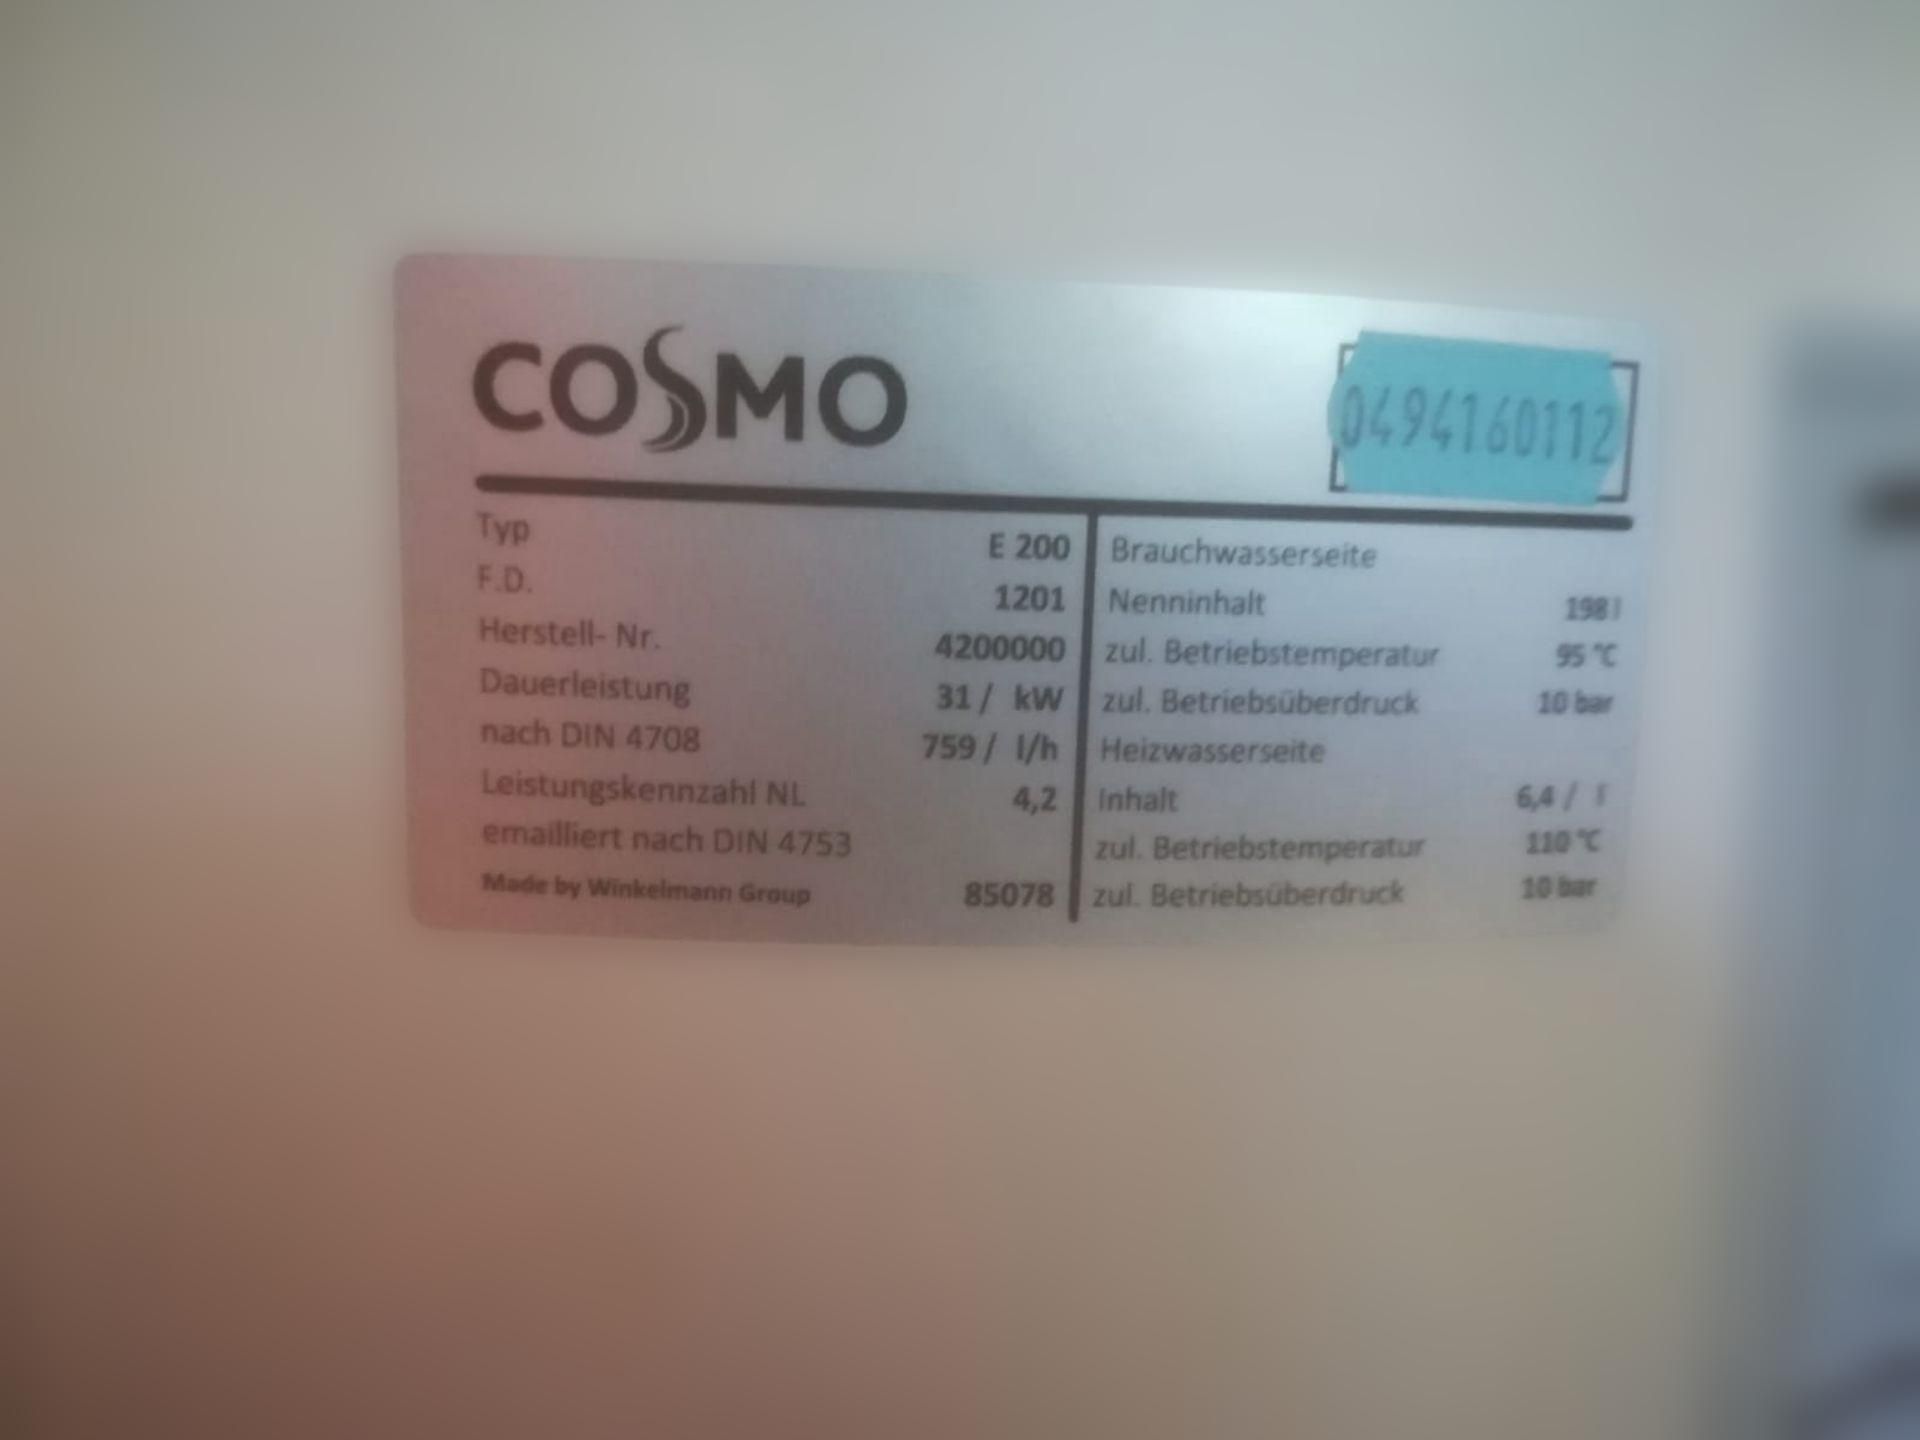 COSMO
0494160112
Typ E 200
F.D. 1201
Herstell- Nr. 4200000
Dauerleistung 31 / kW
nach DIN 4708 759 / l/h
Leistungskennzahl NL 4,2
emailliert nach DIN 4753
Made by Winkelmann Group 85078
Brauchwasserseite
Nenninhalt 198 l
zul. Betriebstemperatur 95 °C
zul. Betriebsüberdruck 10 bar
Heizwasserseite
Inhalt 6,4 / l
zul. Betriebstemperatur 110 °C
zul. Betriebsüberdruck 10 bar